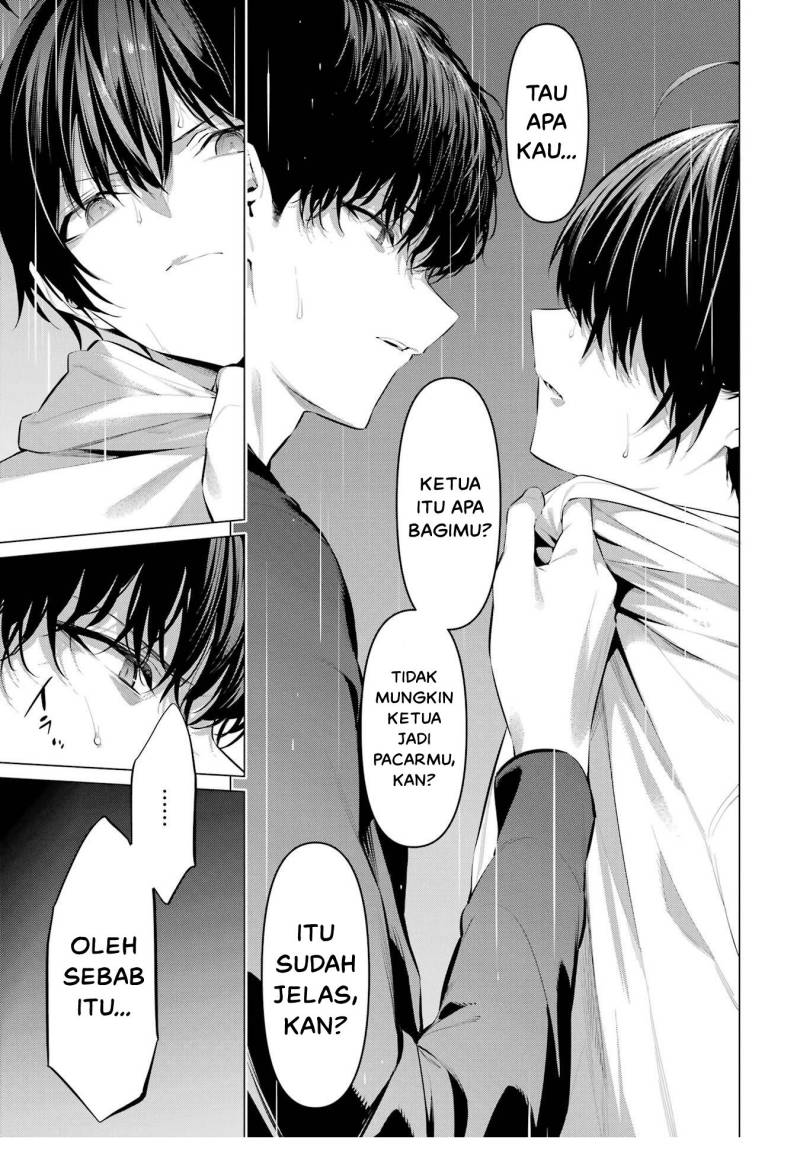 TAU
APA
KAU...
KETUA
ITU APA
BAGIMU?
TIDAK
MUNGKIN
KETUA
JADI
PACARMU,
KAN?
ITU
SUDAH
JELAS,
KAN?
.......
OLEH
SEBAB
ITU...